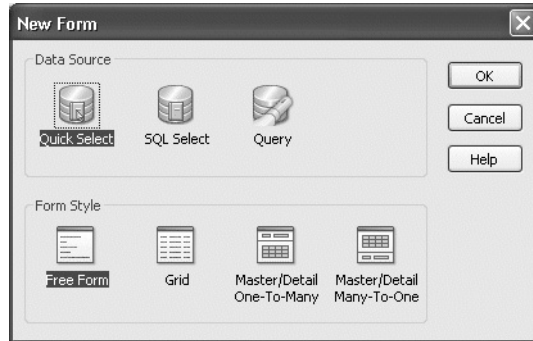 New Form
Data Source
OK
Quick Select
SQL Select
Query
Cancel
Help
Form Style
Free Form
Grid
Master/Detail
One-To-Many
Master/Detail
Many-To-One